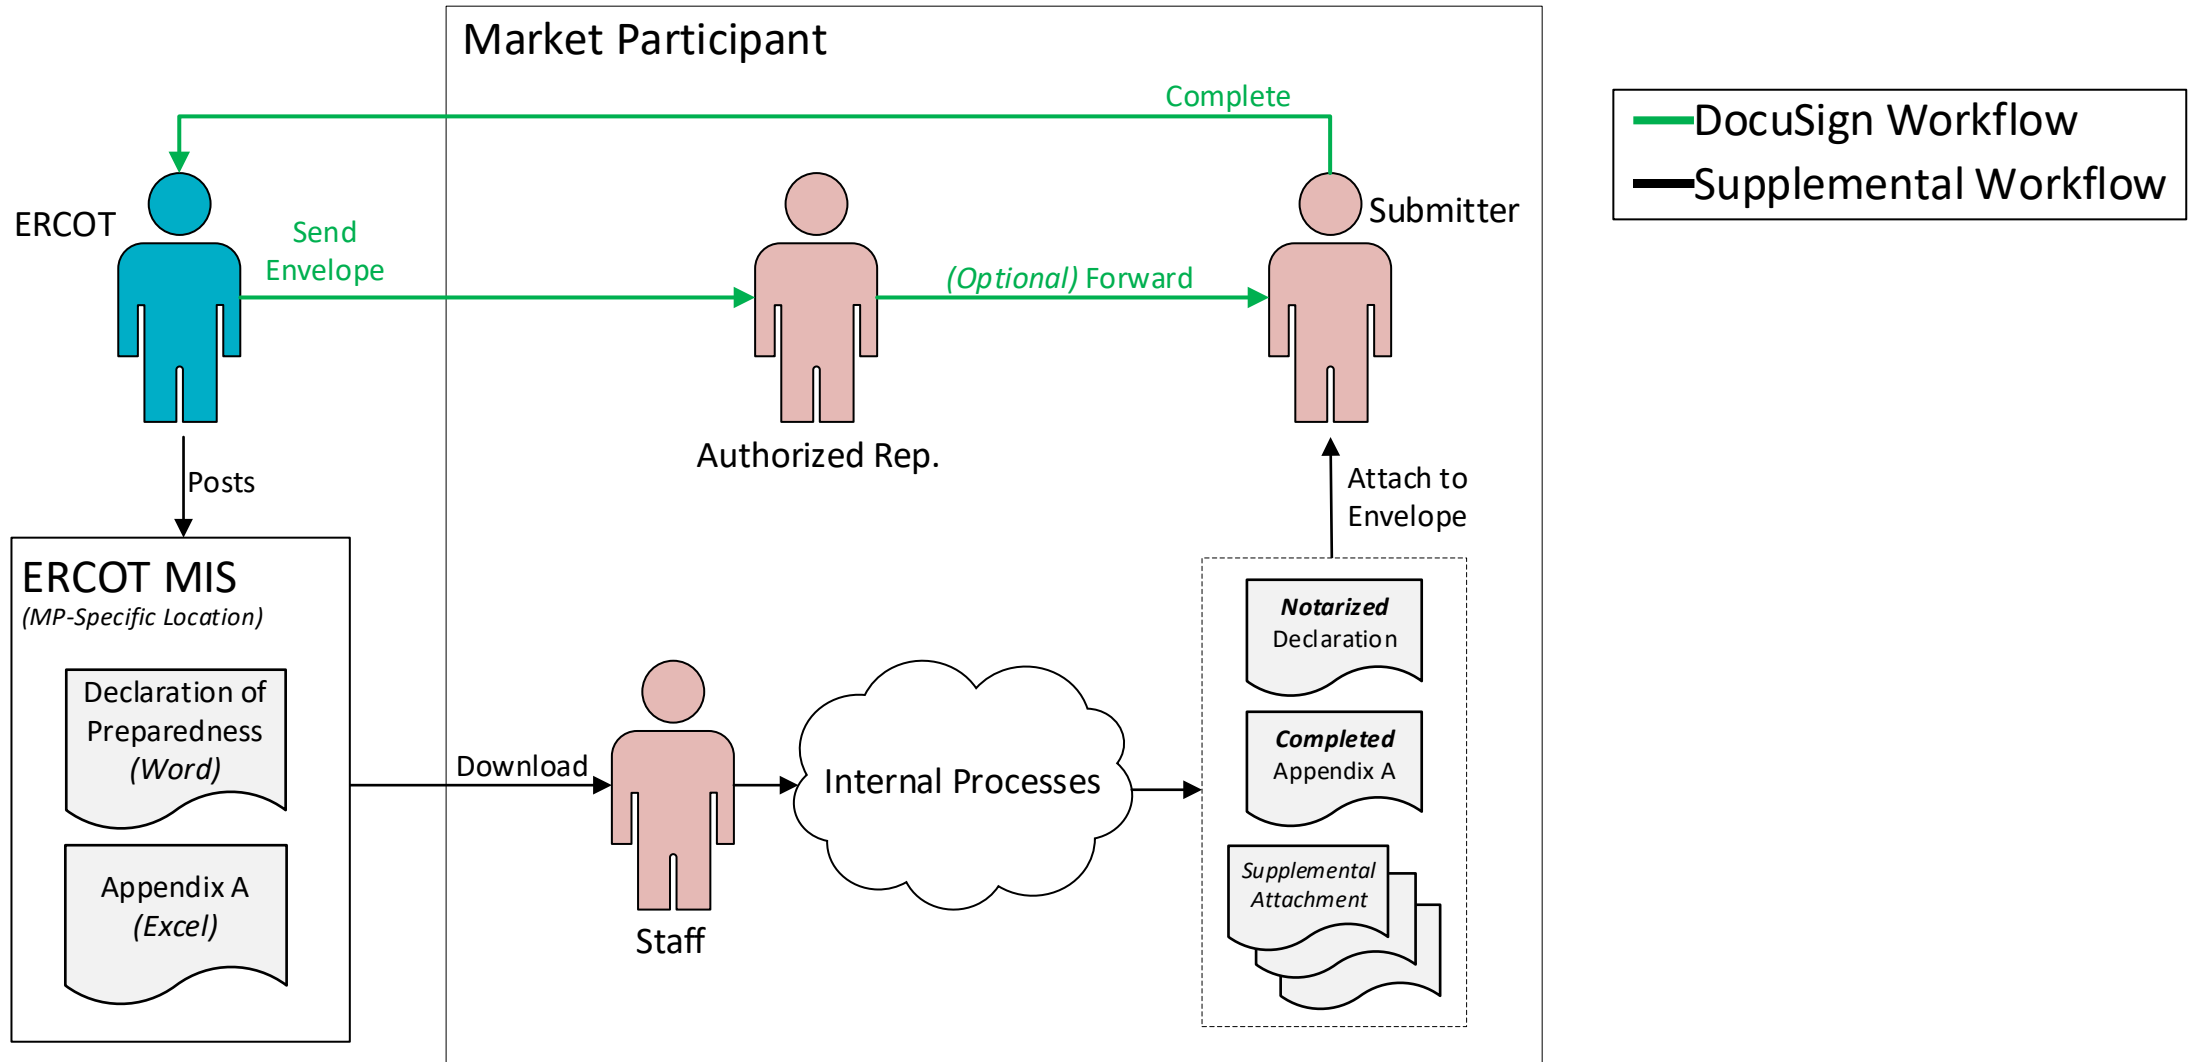 Market Participant
Complete
DocuSign Workflow
Supplemental Workflow
ERCOT
Send
Envelope
(Optional) Forward
Submitter
Authorized Rep.
Posts
Attach to
Envelope
ERCOT MIS
(MP-Specific Location)
Declaration of
Preparedness
(Word)
Appendix A
(Excel)
Download
Staff
Internal Processes
Notarized
Declaration
Completed
Appendix A
Supplemental
Attachment